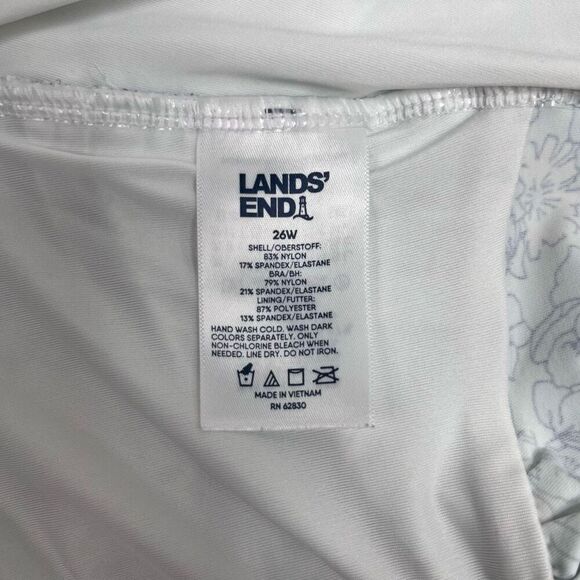 LANDS'
END
26W
SHELL/OBERSTOFF:
83% NYLON
17% SPANDEX/ELASTANE
BRA/BH:
79% NYLON
21% SPANDEX/ELASTANE
LINING/FUTTER:
87% POLYESTER
13% SPANDEX/ELASTANE
HAND WASH COLD. WASH DARK
COLORS SEPARATELY. ONLY
NON-CHLORINE BLEACH WHEN
NEEDED. LINE DRY. DO NOT IRON.
MADE IN VIETNAM
RN 62830